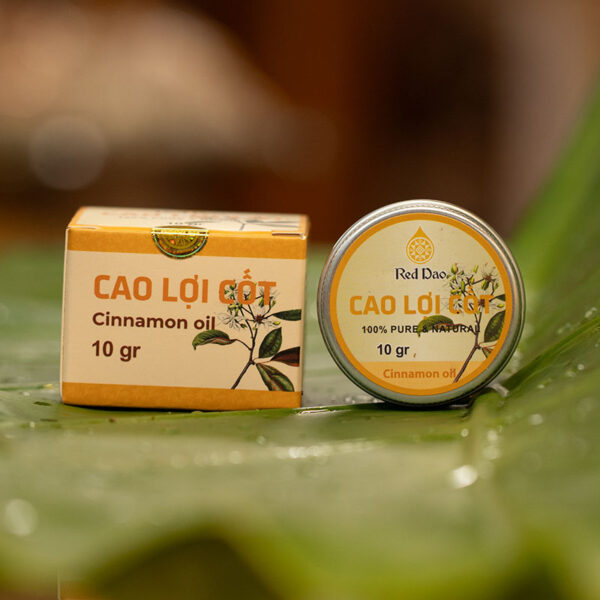 CAO LỢI CỐT
Cinnamon oil
10 gr
Red Dao
CAO LỢI CỐT
100% PURE & NATURAL
10 gr
Cinnamon oil